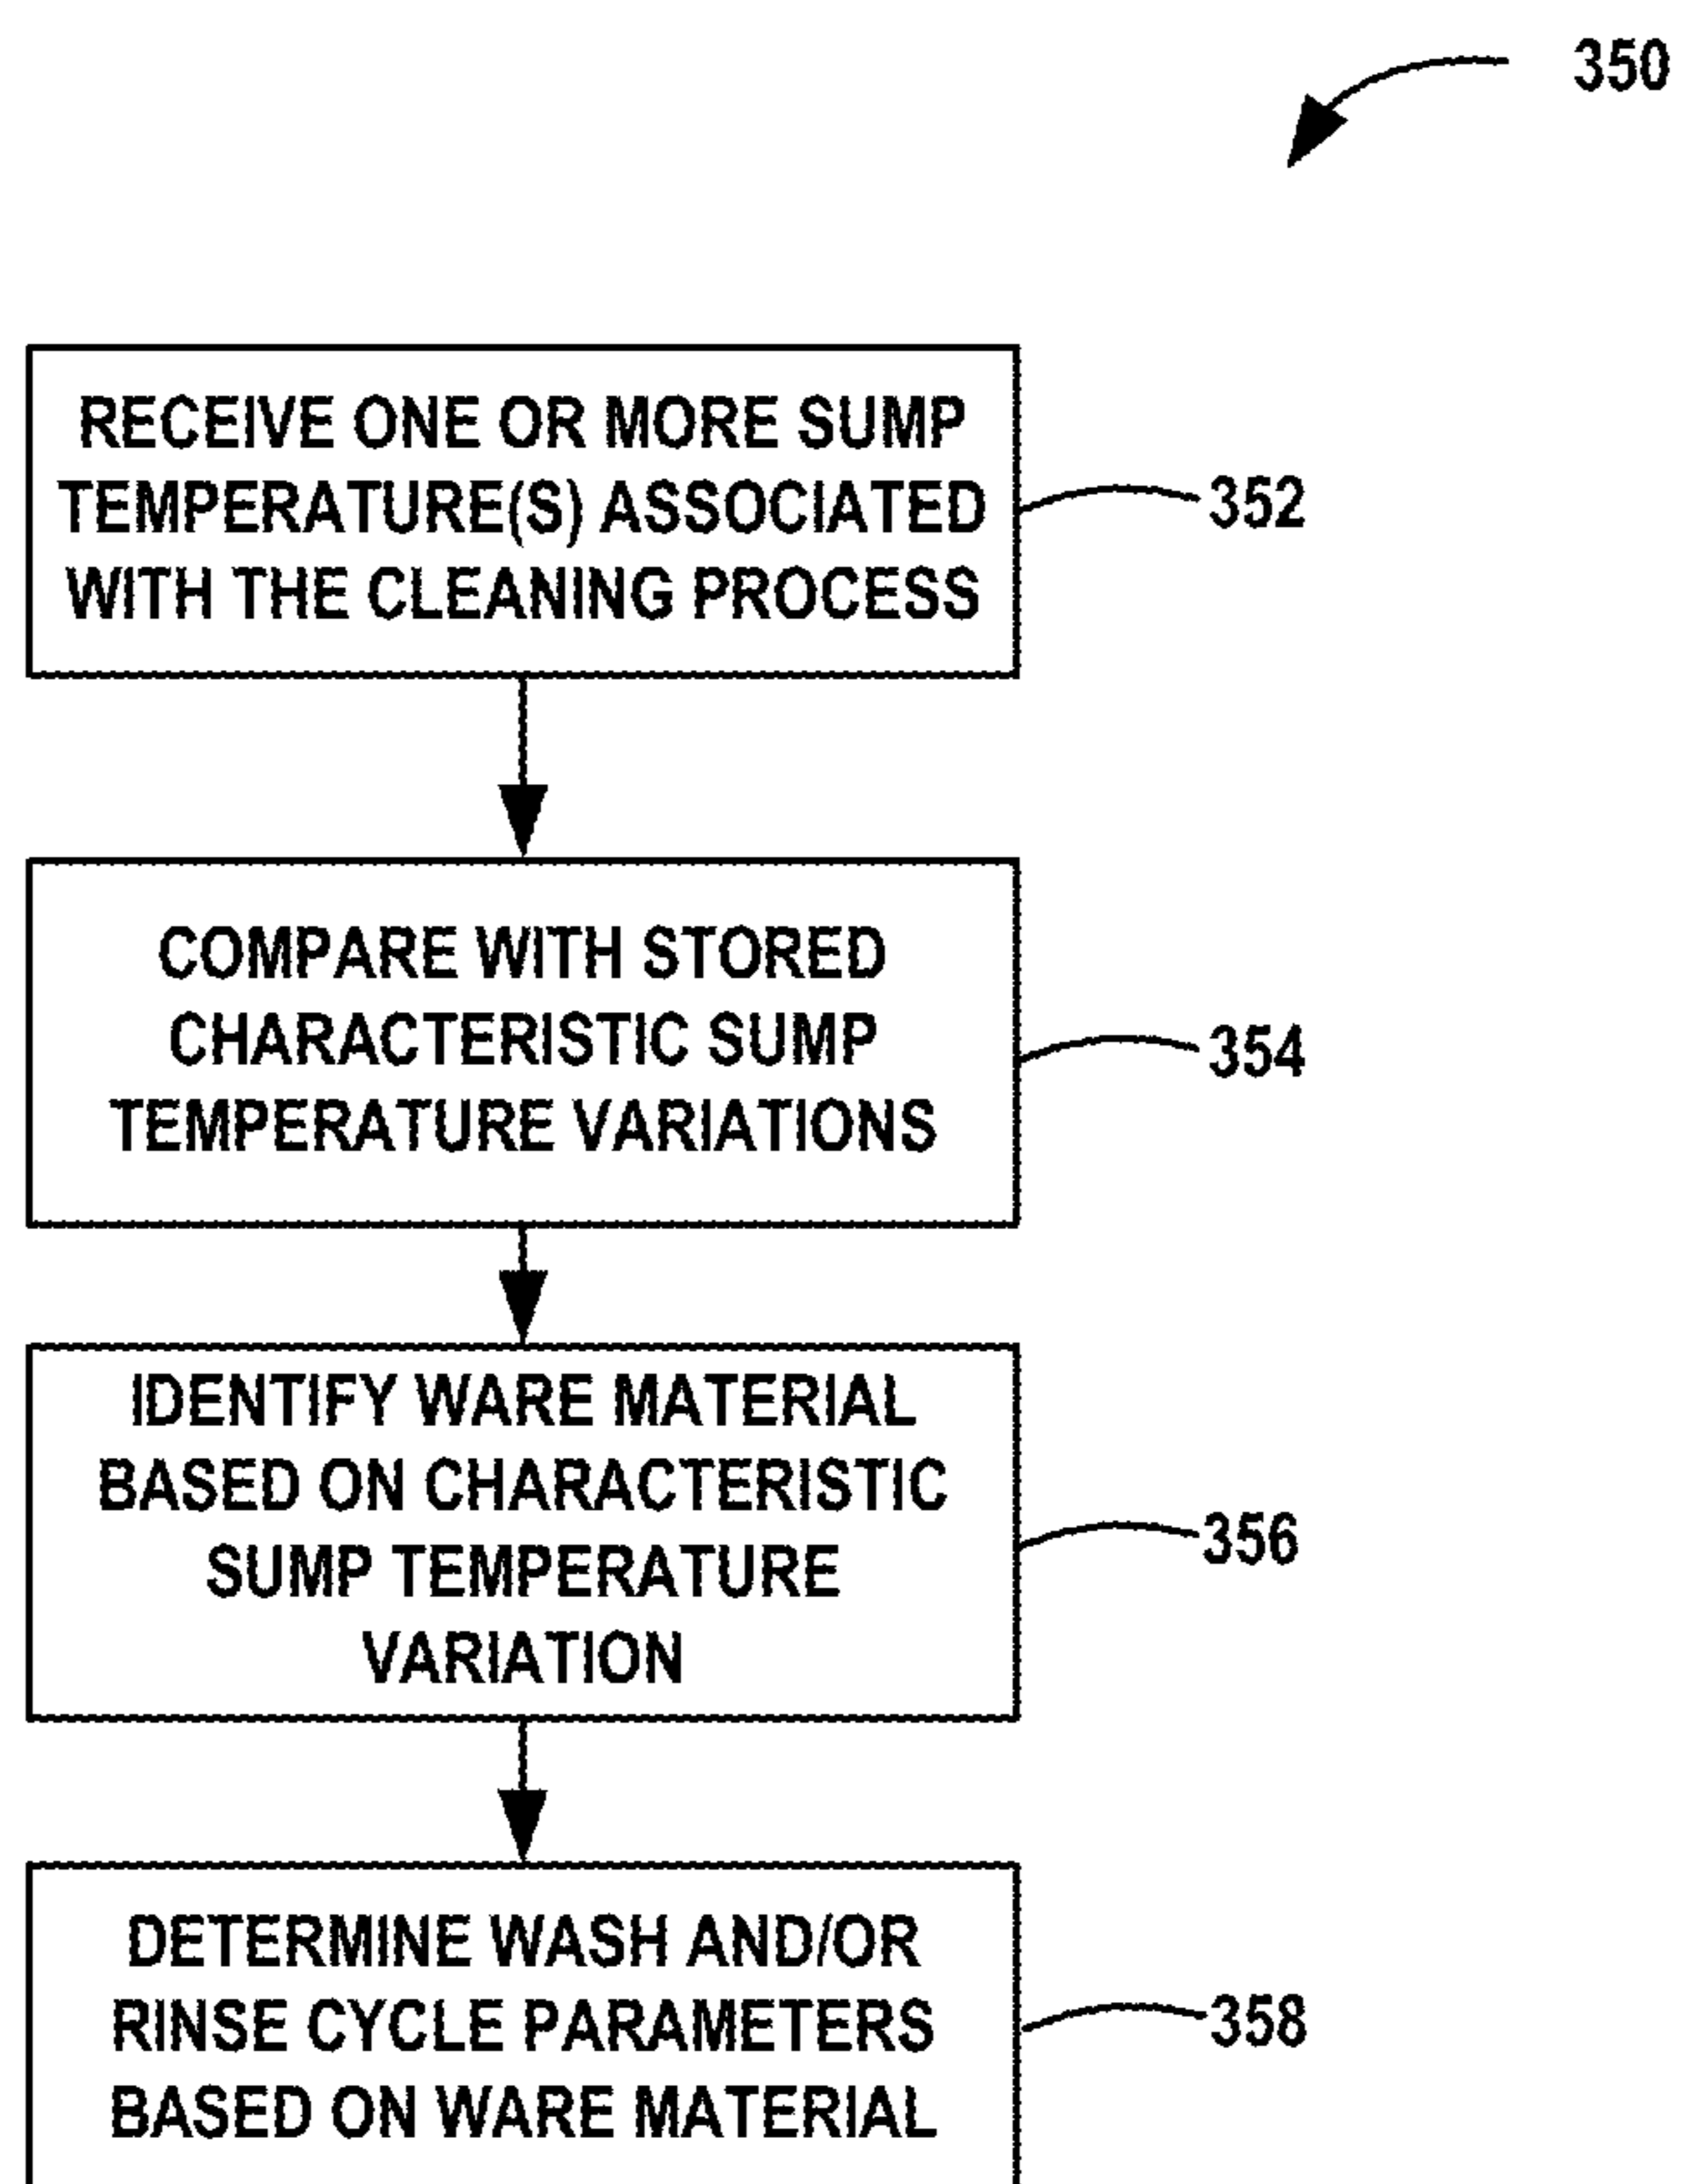 350
RECEIVE ONE OR MORE SUMP
TEMPERATURE(S) ASSOCIATED
WITH THE CLEANING PROCESS
352
COMPARE WITH STORED
CHARACTERISTIC SUMP
TEMPERATURE VARIATIONS
354
IDENTIFY WARE MATERIAL
BASED ON CHARACTERISTIC
SUMP TEMPERATURE
VARIATION
356
DETERMINE WASH AND/OR
RINSE CYCLE PARAMETERS
BASED ON WARE MATERIAL
358